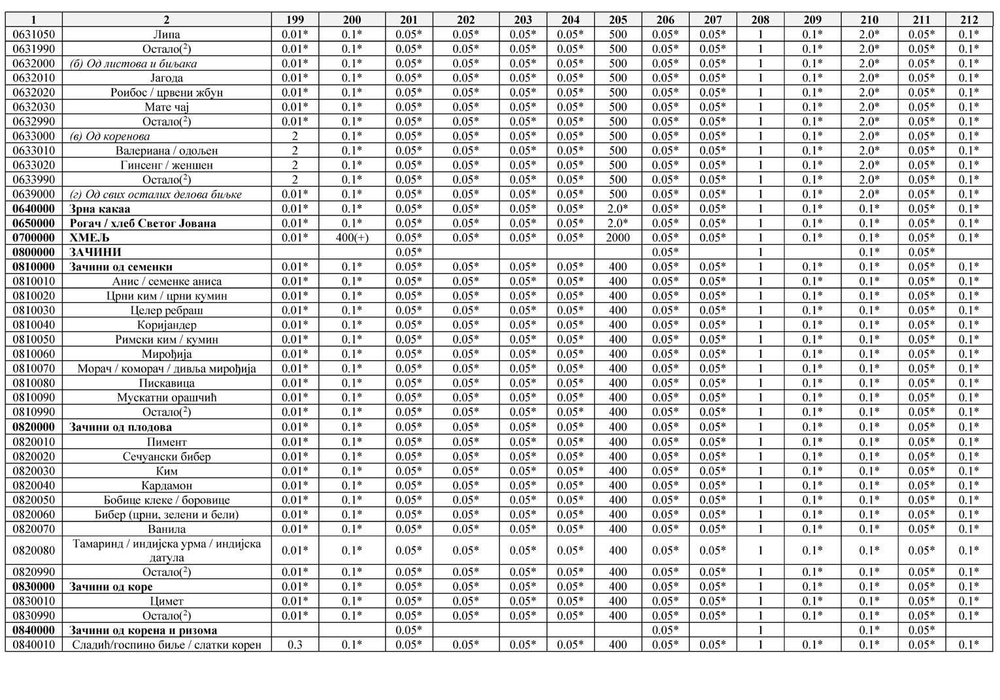 1 2 199 200 201 202 203 204 205 206 207 208 209 210 211 212
0631050 Липа 0.01* 0.1* 0.05* 0.05* 0.05* 0.05* 500 0.05* 0.05* 1 0.1* 2.0* 0.05* 0.1*
0631990 Остало(²) 0.01* 0.1* 0.05* 0.05* 0.05* 0.05* 500 0.05* 0.05* 1 0.1* 2.0* 0.05* 0.1*
0632000 (б) Од листова и биљака 0.01* 0.1* 0.05* 0.05* 0.05* 0.05* 500 0.05* 0.05* 1 0.1* 2.0* 0.05* 0.1*
0632010 Јагода 0.01* 0.1* 0.05* 0.05* 0.05* 0.05* 500 0.05* 0.05* 1 0.1* 2.0* 0.05* 0.1*
0632020 Роибос / црвени жбун 0.01* 0.1* 0.05* 0.05* 0.05* 0.05* 500 0.05* 0.05* 1 0.1* 2.0* 0.05* 0.1*
0632030 Мате чај 0.01* 0.1* 0.05* 0.05* 0.05* 0.05* 500 0.05* 0.05* 1 0.1* 2.0* 0.05* 0.1*
0632990 Остало(²) 0.01* 0.1* 0.05* 0.05* 0.05* 0.05* 500 0.05* 0.05* 1 0.1* 2.0* 0.05* 0.1*
0633000 (в) Од коренова 2 0.1* 0.05* 0.05* 0.05* 0.05* 500 0.05* 0.05* 1 0.1* 2.0* 0.05* 0.1*
0633010 Валериана / одољен 2 0.1* 0.05* 0.05* 0.05* 0.05* 500 0.05* 0.05* 1 0.1* 2.0* 0.05* 0.1*
0633020 Гинсенг / женшен 2 0.1* 0.05* 0.05* 0.05* 0.05* 500 0.05* 0.05* 1 0.1* 2.0* 0.05* 0.1*
0633990 Остало(²) 2 0.1* 0.05* 0.05* 0.05* 0.05* 500 0.05* 0.05* 1 0.1* 2.0* 0.05* 0.1*
0639000 (г) Од свих осталих делова биљке 0.01* 0.1* 0.05* 0.05* 0.05* 0.05* 500 0.05* 0.05* 1 0.1* 2.0* 0.05* 0.1*
0640000 Зрна какаа 0.01* 0.1* 0.05* 0.05* 0.05* 0.05* 2.0* 0.05* 0.05* 1 0.1* 0.1* 0.05* 0.1*
0650000 Рогач / хлеб Светог Јована 0.01* 0.1* 0.05* 0.05* 0.05* 0.05* 2.0* 0.05* 0.05* 1 0.1* 0.1* 0.05* 0.1*
0700000 ХМЕЉ 0.01* 400(+) 0.05* 0.05* 0.05* 0.05* 2000 0.05* 0.05* 1 0.1* 0.1* 0.05* 0.1*
0800000 ЗАЧИНИ 0.05* 0.05* 1 0.1* 0.05*
0810000 Зачини од семенки 0.01* 0.1* 0.05* 0.05* 0.05* 0.05* 400 0.05* 0.05* 1 0.1* 0.1* 0.05* 0.1*
0810010 Анис / семенке аниса 0.01* 0.1* 0.05* 0.05* 0.05* 0.05* 400 0.05* 0.05* 1 0.1* 0.1* 0.05* 0.1*
0810020 Црни ким / црни кумин 0.01* 0.1* 0.05* 0.05* 0.05* 0.05* 400 0.05* 0.05* 1 0.1* 0.1* 0.05* 0.1*
0810030 Целер ребраш 0.01* 0.1* 0.05* 0.05* 0.05* 0.05* 400 0.05* 0.05* 1 0.1* 0.1* 0.05* 0.1*
0810040 Коријандер 0.01* 0.1* 0.05* 0.05* 0.05* 0.05* 400 0.05* 0.05* 1 0.1* 0.1* 0.05* 0.1*
0810050 Римски ким / кумин 0.01* 0.1* 0.05* 0.05* 0.05* 0.05* 400 0.05* 0.05* 1 0.1* 0.1* 0.05* 0.1*
0810060 Мирођија 0.01* 0.1* 0.05* 0.05* 0.05* 0.05* 400 0.05* 0.05* 1 0.1* 0.1* 0.05* 0.1*
0810070 Морач / коморач / дивља мирођија 0.01* 0.1* 0.05* 0.05* 0.05* 0.05* 400 0.05* 0.05* 1 0.1* 0.1* 0.05* 0.1*
0810080 Пискавица 0.01* 0.1* 0.05* 0.05* 0.05* 0.05* 400 0.05* 0.05* 1 0.1* 0.1* 0.05* 0.1*
0810090 Мускатни орашчић 0.01* 0.1* 0.05* 0.05* 0.05* 0.05* 400 0.05* 0.05* 1 0.1* 0.1* 0.05* 0.1*
0810990 Остало(²) 0.01* 0.1* 0.05* 0.05* 0.05* 0.05* 400 0.05* 0.05* 1 0.1* 0.1* 0.05* 0.1*
0820000 Зачини од плодова 0.01* 0.1* 0.05* 0.05* 0.05* 0.05* 400 0.05* 0.05* 1 0.1* 0.1* 0.05* 0.1*
0820010 Пимент 0.01* 0.1* 0.05* 0.05* 0.05* 0.05* 400 0.05* 0.05* 1 0.1* 0.1* 0.05* 0.1*
0820020 Сечуански бибер 0.01* 0.1* 0.05* 0.05* 0.05* 0.05* 400 0.05* 0.05* 1 0.1* 0.1* 0.05* 0.1*
0820030 Ким 0.01* 0.1* 0.05* 0.05* 0.05* 0.05* 400 0.05* 0.05* 1 0.1* 0.1* 0.05* 0.1*
0820040 Кардамон 0.01* 0.1* 0.05* 0.05* 0.05* 0.05* 400 0.05* 0.05* 1 0.1* 0.1* 0.05* 0.1*
0820050 Бобице клеке / боровице 0.01* 0.1* 0.05* 0.05* 0.05* 0.05* 400 0.05* 0.05* 1 0.1* 0.1* 0.05* 0.1*
0820060 Бибер (црни, зелени и бели) 0.01* 0.1* 0.05* 0.05* 0.05* 0.05* 400 0.05* 0.05* 1 0.1* 0.1* 0.05* 0.1*
0820070 Ванила 0.01* 0.1* 0.05* 0.05* 0.05* 0.05* 400 0.05* 0.05* 1 0.1* 0.1* 0.05* 0.1*
0820080 Тамаринд / индијска урма / индијска
датула 0.01* 0.1* 0.05* 0.05* 0.05* 0.05* 400 0.05* 0.05* 1 0.1* 0.1* 0.05* 0.1*
0820990 Остало(²) 0.01* 0.1* 0.05* 0.05* 0.05* 0.05* 400 0.05* 0.05* 1 0.1* 0.1* 0.05* 0.1*
0830000 Зачини од коре 0.01* 0.1* 0.05* 0.05* 0.05* 0.05* 400 0.05* 0.05* 1 0.1* 0.1* 0.05* 0.1*
0830010 Цимет 0.01* 0.1* 0.05* 0.05* 0.05* 0.05* 400 0.05* 0.05* 1 0.1* 0.1* 0.05* 0.1*
0830990 Остало(²) 0.01* 0.1* 0.05* 0.05* 0.05* 0.05* 400 0.05* 0.05* 1 0.1* 0.1* 0.05* 0.1*
0840000 Зачини од корена и ризома 0.05* 0.05* 1 0.1* 0.05*
0840010 Сладић/госпино биље / слатки корен 0.3 0.1* 0.05* 0.05* 0.05* 0.05* 400 0.05* 0.05* 1 0.1* 0.1* 0.05* 0.1*